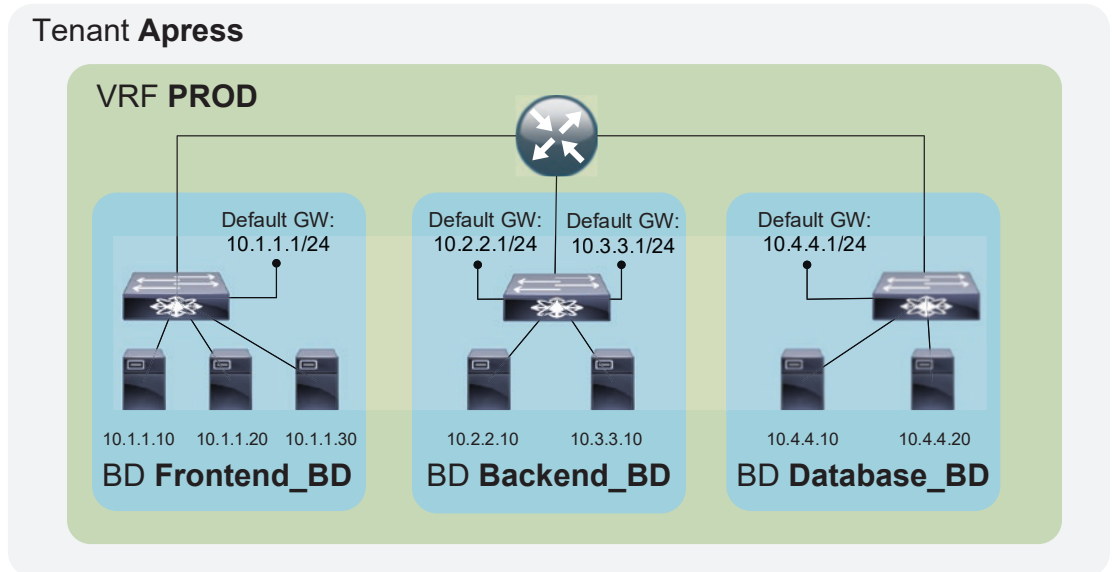 Tenant Apress
VRF PROD
Default GW:
10.1.1.1/24
Default GW:
10.2.2.1/24
Default GW:
10.3.3.1/24
Default GW:
10.4.4.1/24
10.1.1.10 10.1.1.20 10.1.1.30
BD Frontend_BD
10.2.2.10 10.3.3.10
BD Backend_BD
10.4.4.10 10.4.4.20
BD Database_BD